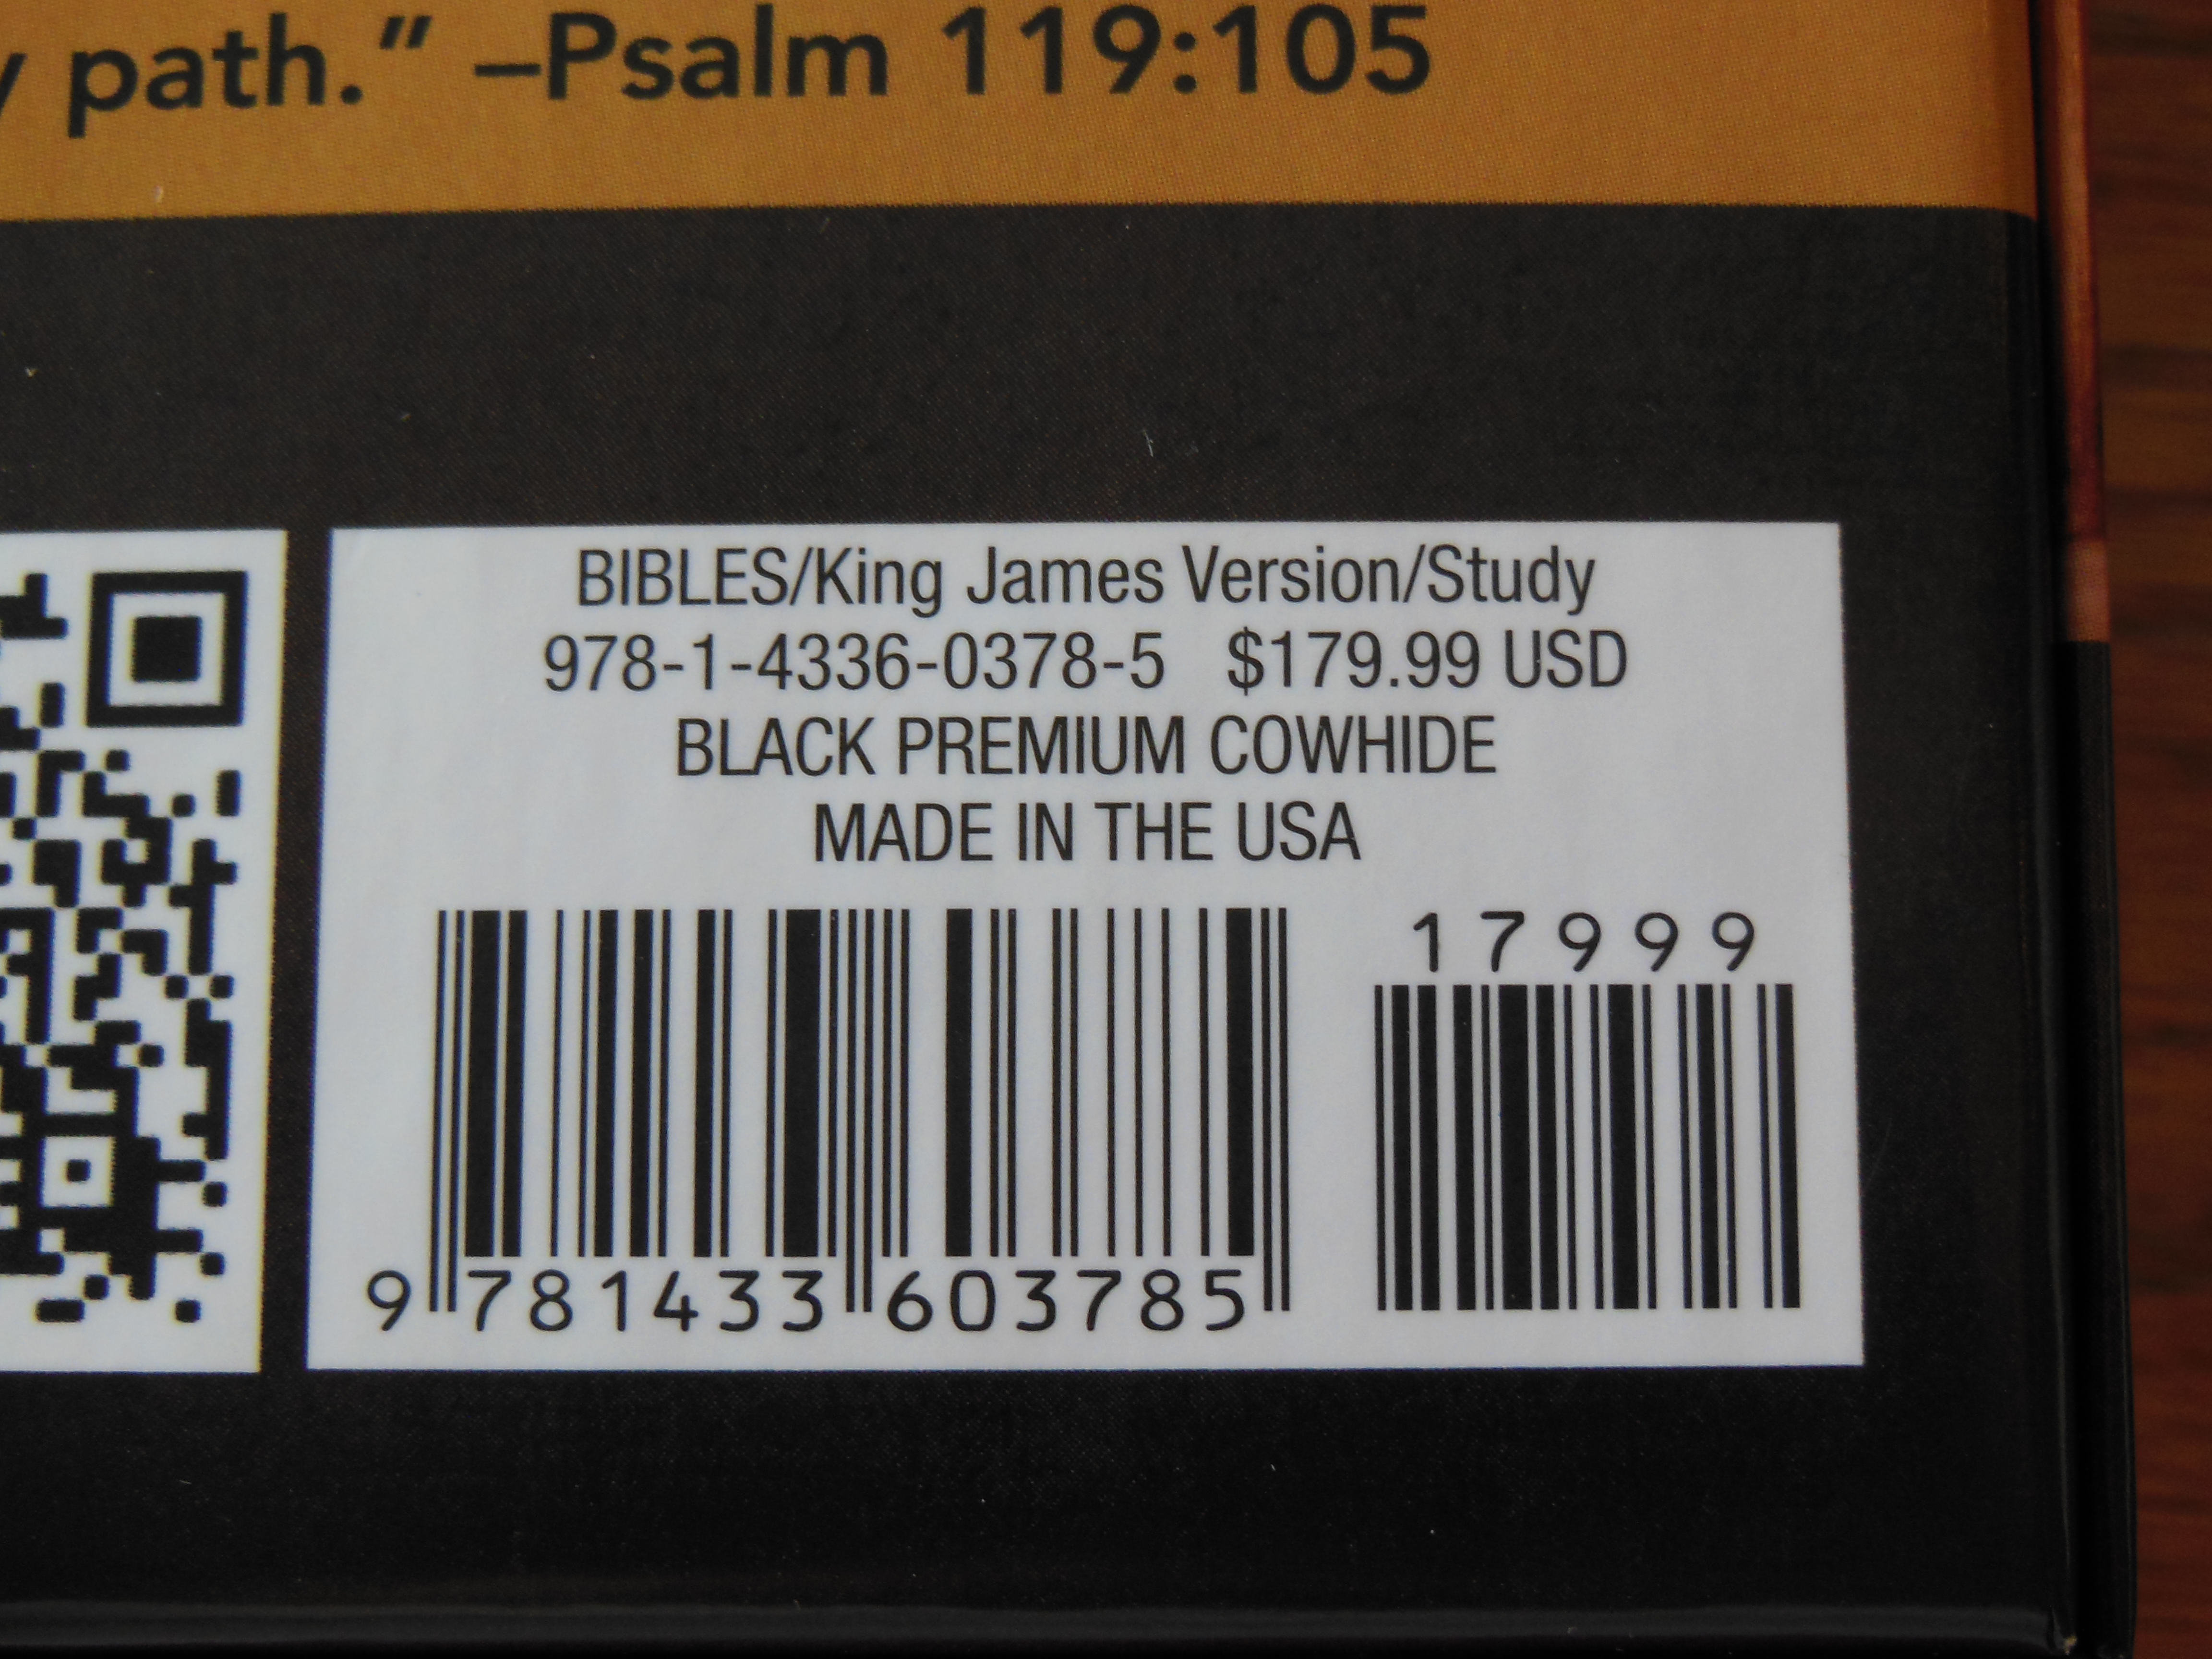 y path.” –Psalm 119:105
BIBLES/King James Version/Study
978-1-4336-0378-5 $179.99 USD
BLACK PREMIUM COWHIDE
MADE IN THE USA
17999
9 781433 603785